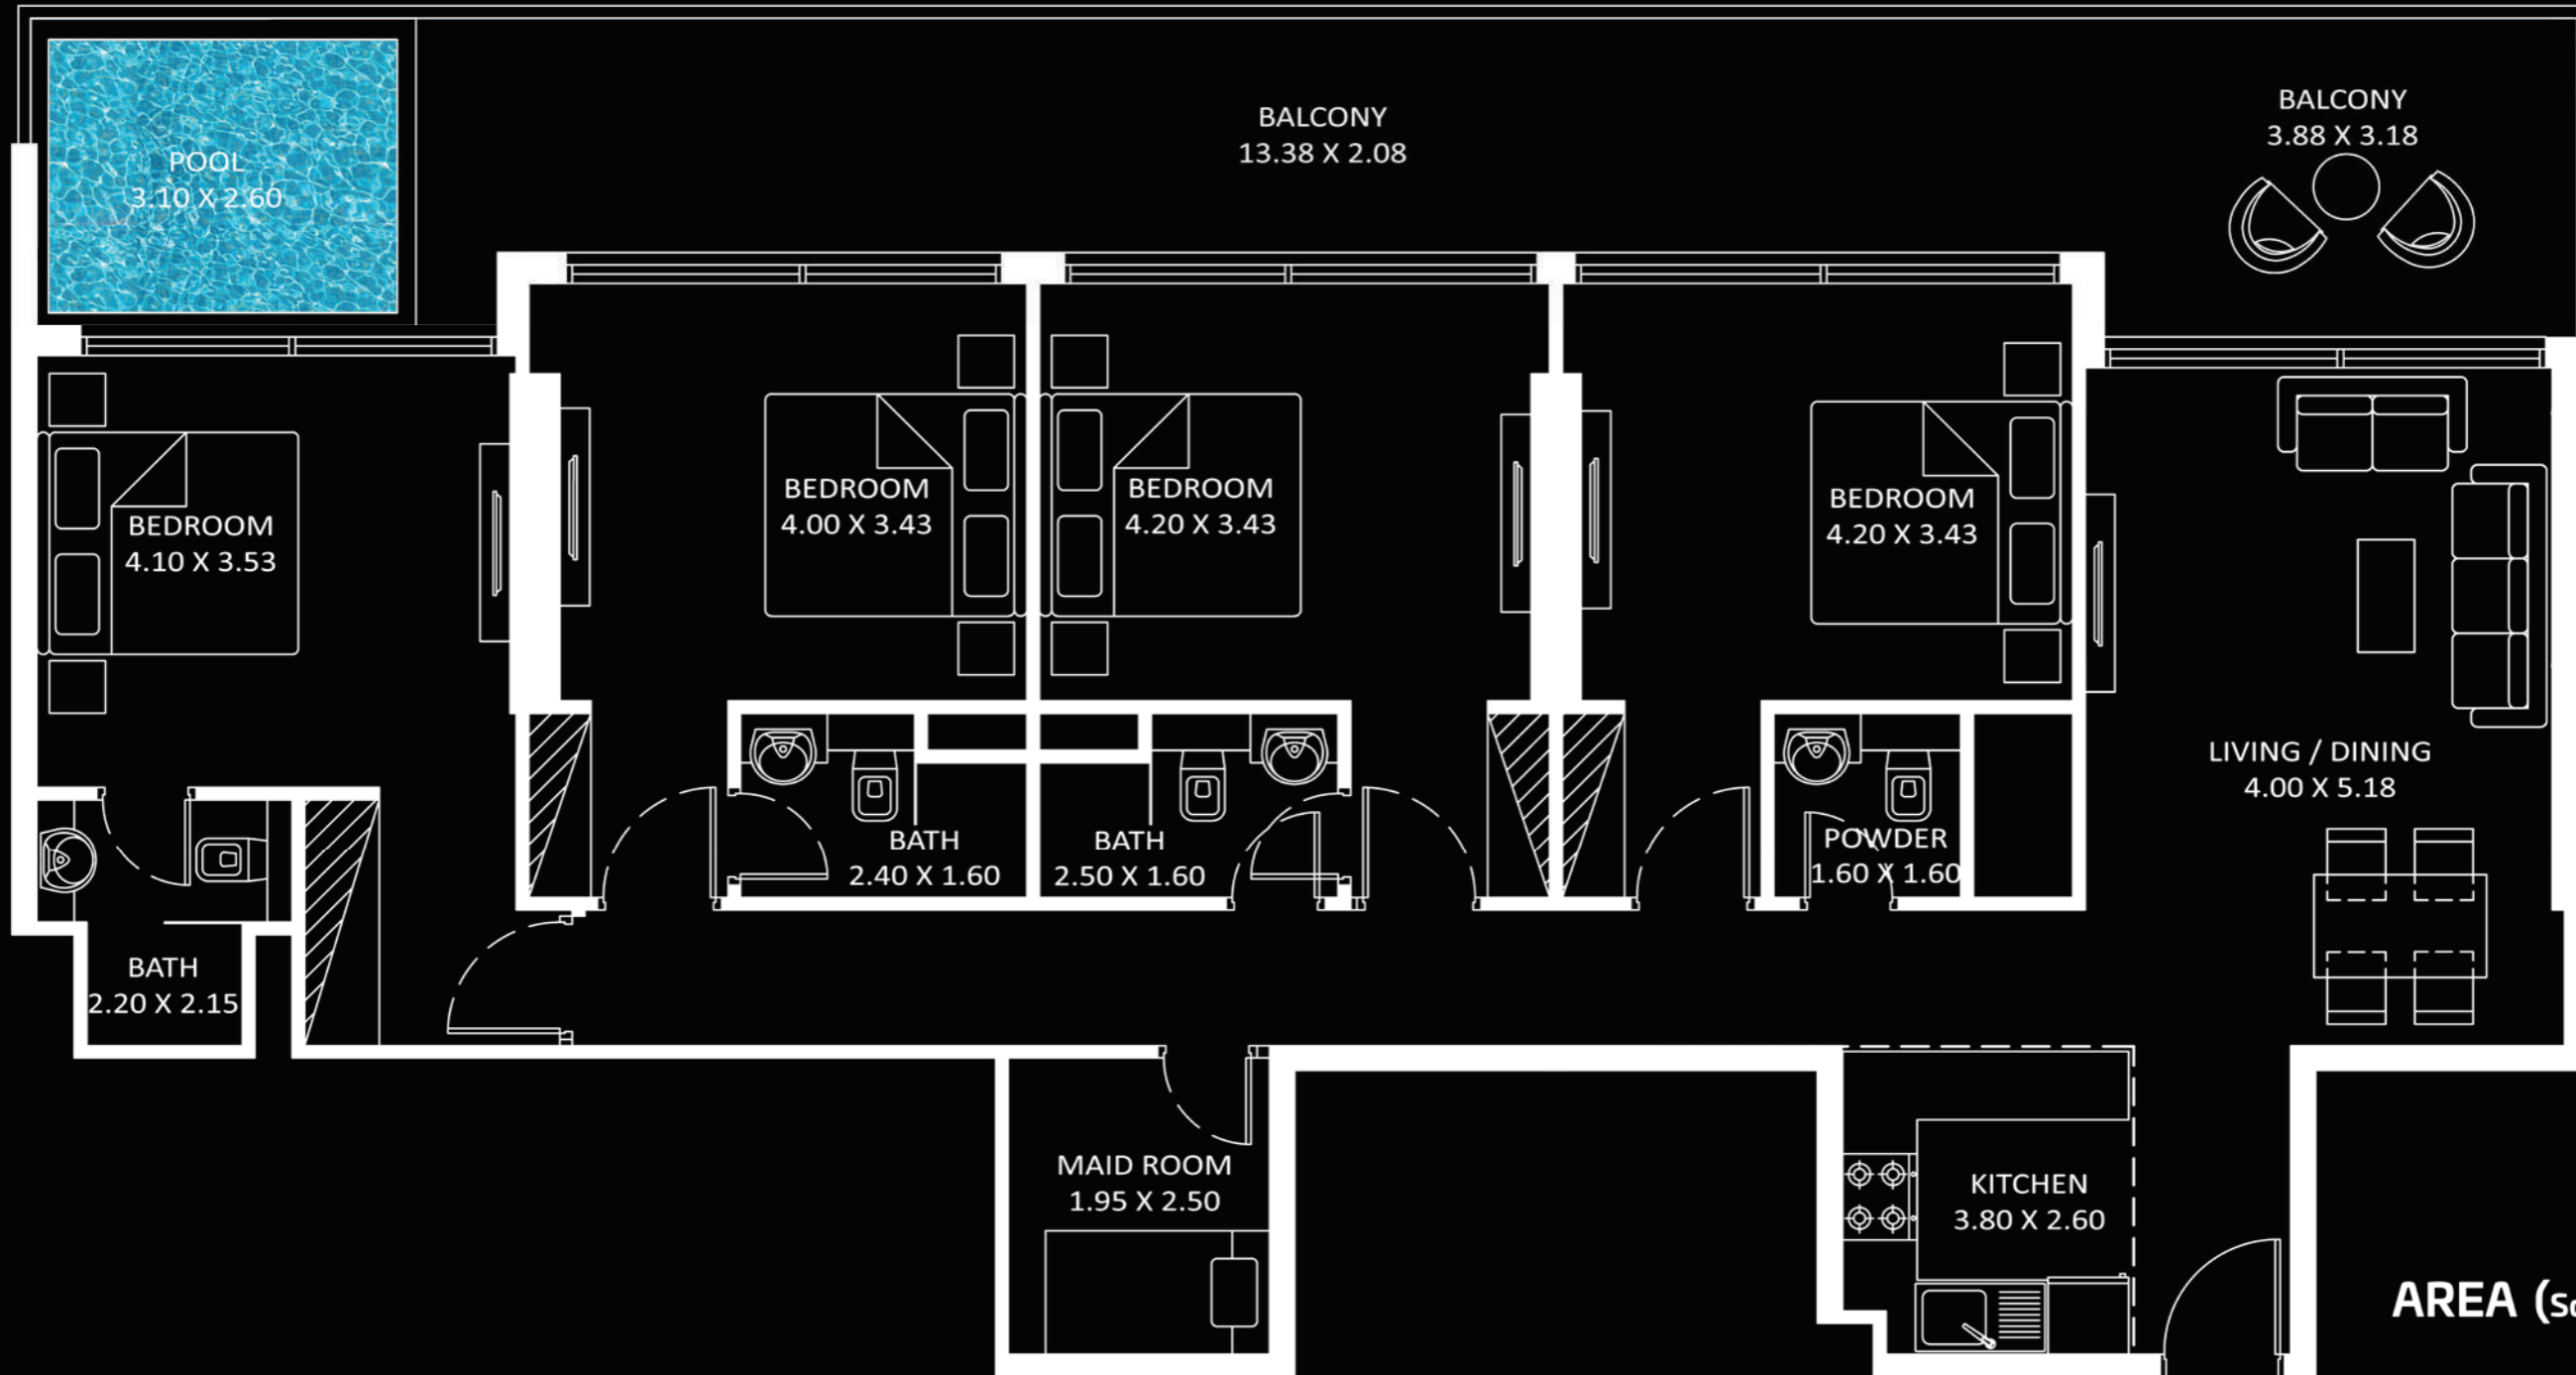 BALCONY
3.88 X 3.18
BALCONY
13.38 X 2.08
POOL
3.10 X 2.60
BEDROOM
4.10 X 3.53
BEDROOM
4.00 X 3.43
BEDROOM
4.20 X 3.43
BEDROOM
4.20 X 3.43
LIVING / DINING
4.00 X 5.18
BATH
2.40 X 1.60
BATH
2.50 X 1.60
POWDER
1.60 X 1.60
BATH
2.20 X 2.15
MAID ROOM
1.95 X 2.50
KITCHEN
3.80 X 2.60
AREA